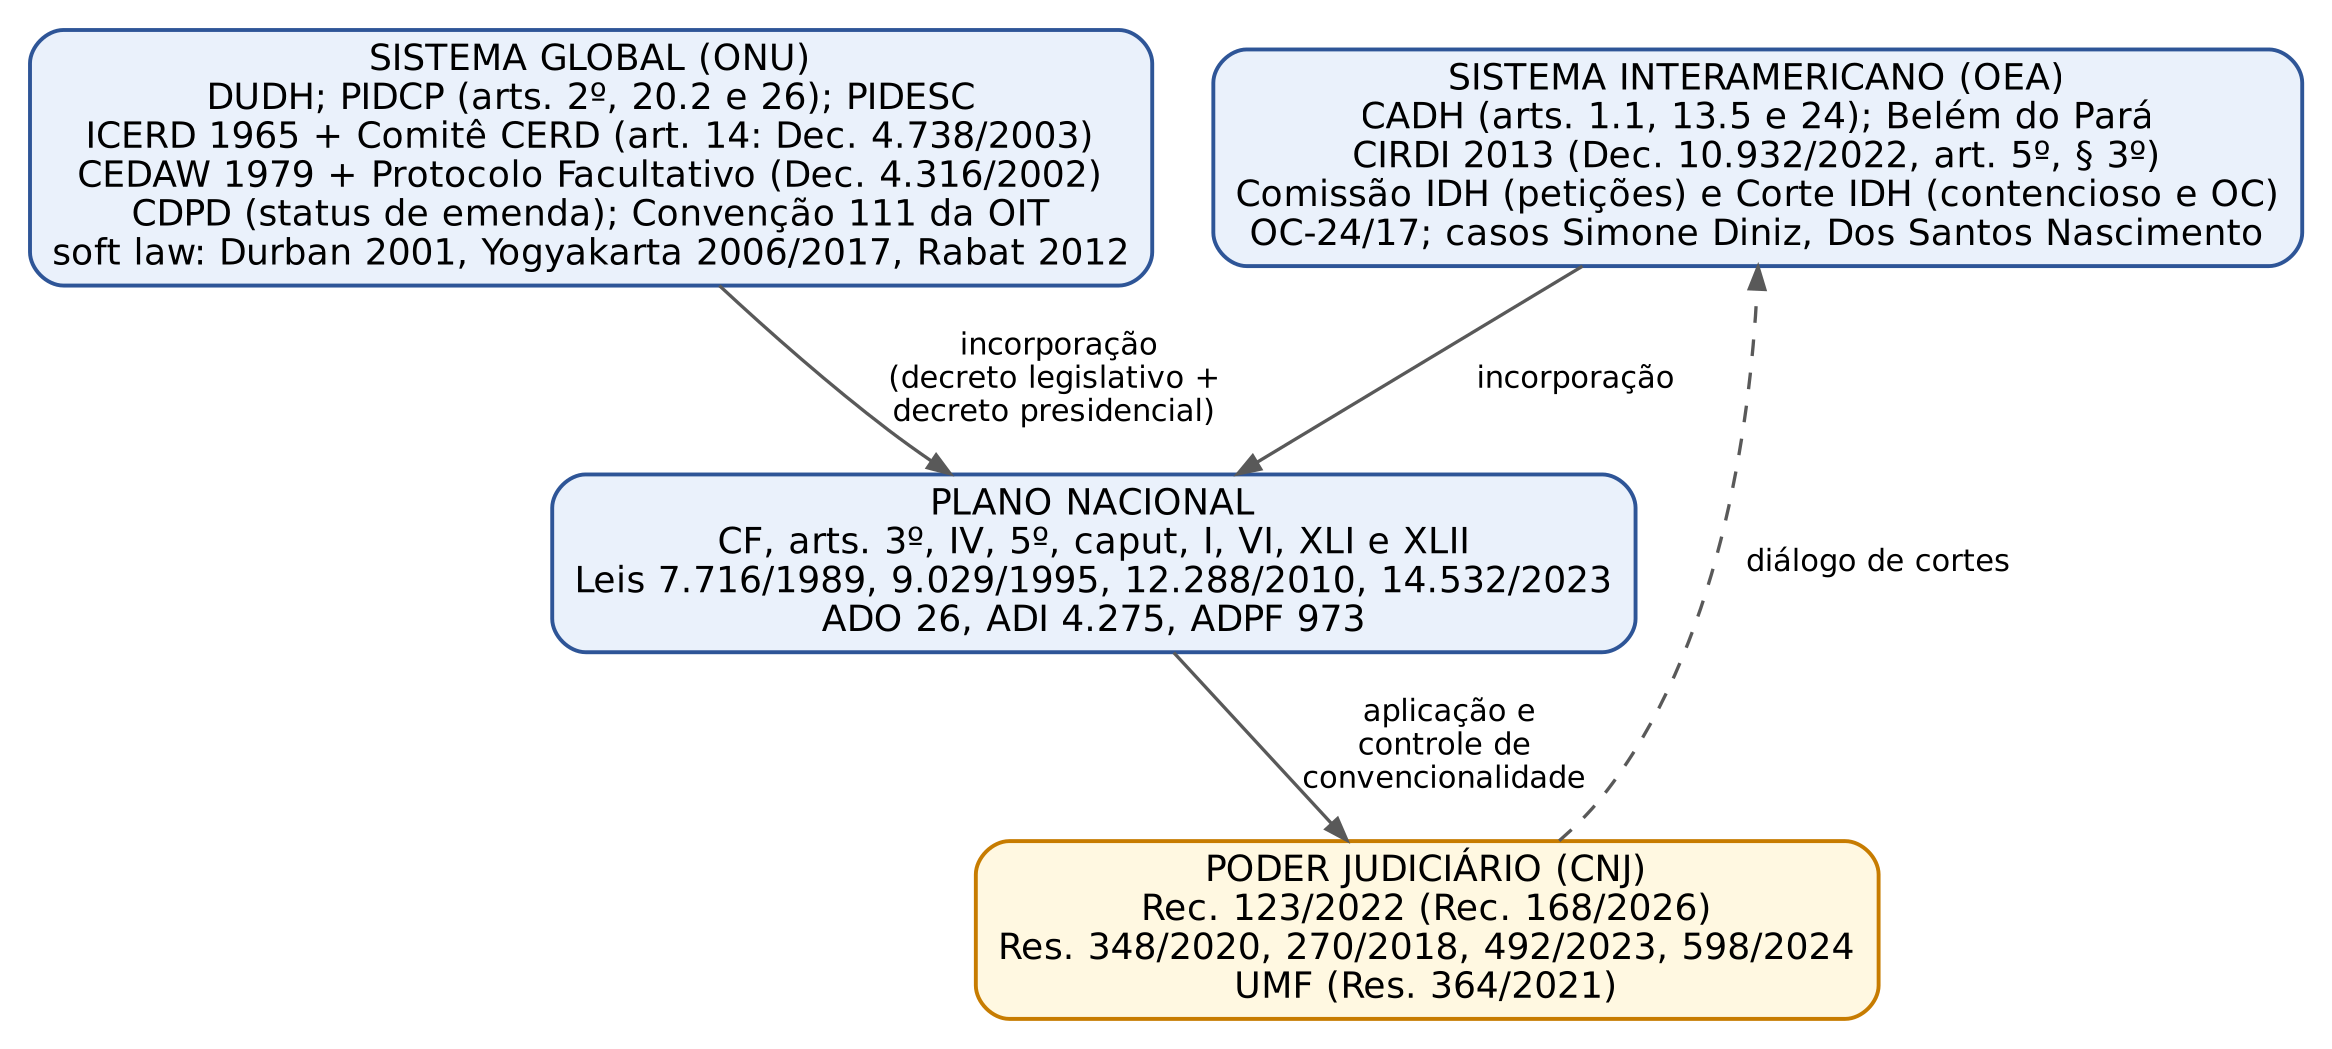 SISTEMA GLOBAL (ONU)
DUDH; PIDCP (arts. 2º, 20.2 e 26); PIDESC
ICERD 1965 + Comitê CERD (art. 14: Dec. 4.738/2003)
CEDAW 1979 + Protocolo Facultativo (Dec. 4.316/2002)
CDPD (status de emenda); Convenção 111 da OIT
soft law: Durban 2001, Yogyakarta 2006/2017, Rabat 2012
SISTEMA INTERAMERICANO (OEA)
CADH (arts. 1.1, 13.5 e 24); Belém do Pará
CIRDI 2013 (Dec. 10.932/2022, art. 5º, § 3º)
Comissão IDH (petições) e Corte IDH (contencioso e OC)
OC-24/17; casos Simone Diniz, Dos Santos Nascimento
incorporação
(decreto legislativo +
decreto presidencial)
incorporação
PLANO NACIONAL
CF, arts. 3º, IV, 5º, caput, I, VI, XLI e XLII
Leis 7.716/1989, 9.029/1995, 12.288/2010, 14.532/2023
ADO 26, ADI 4.275, ADPF 973
diálogo de cortes
aplicação e
controle de
convencionalidade
PODER JUDICIÁRIO (CNJ)
Rec. 123/2022 (Rec. 168/2026)
Res. 348/2020, 270/2018, 492/2023, 598/2024
UMF (Res. 364/2021)